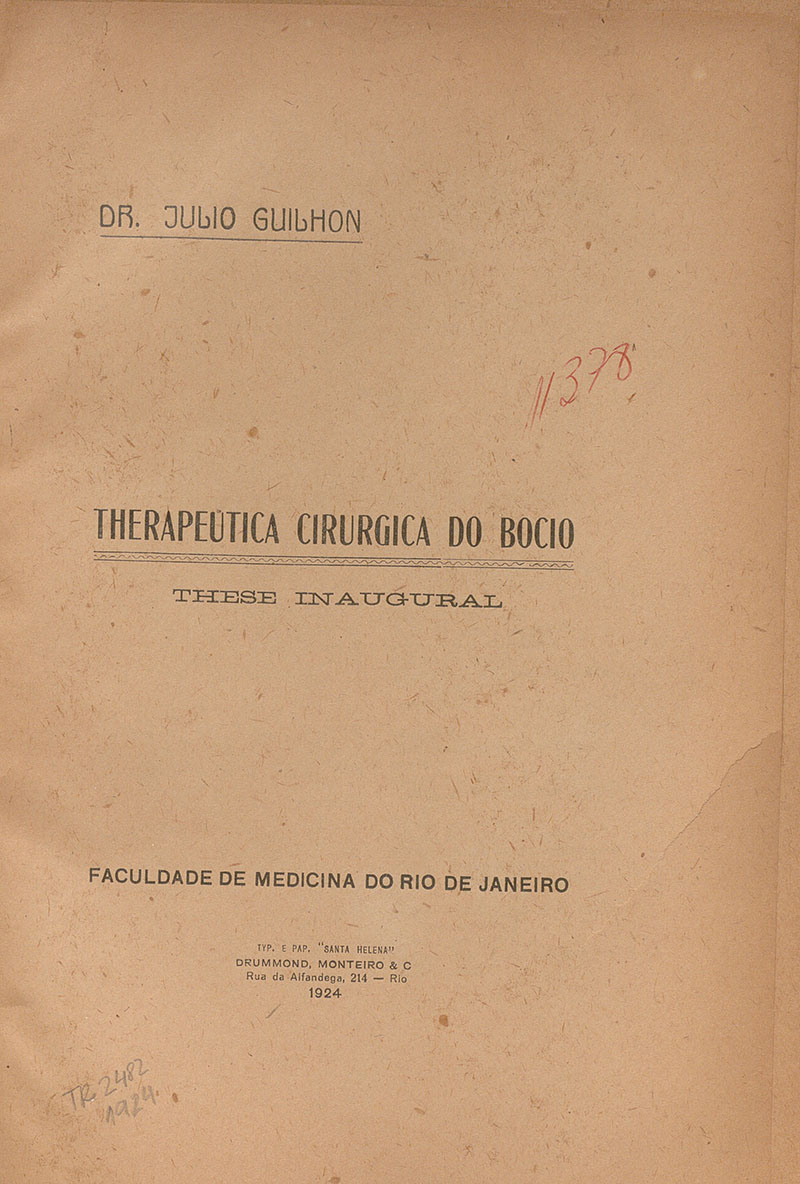 DR. JULIO GUILHON
11378
THERAPEUTICA CIRURGICA DO BOCIO
THESE INAUGURAL
FACULDADE DE MEDICINA DO RIO DE JANEIRO
TYP. E PAP. "SANTA HELENA"
DRUMMOND, MONTEIRO & C
Rua da Alfandega, 214 — Rio
1924
TR. 2482
1924.